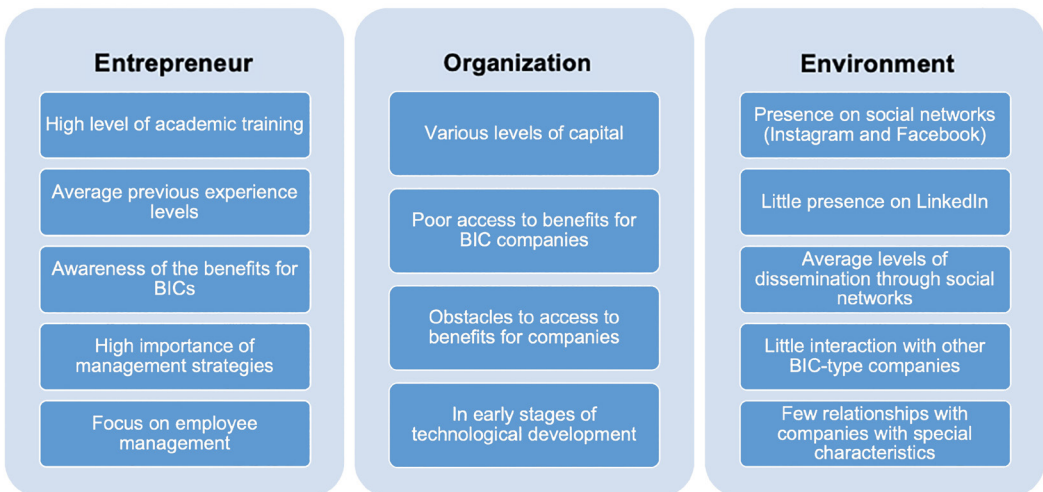 Entrepreneur
High level of academic training
Average previous experience
levels
Awareness of the benefits for
BICs
High importance of
management strategies
Focus on employee
management
Organization
Various levels of capital
Poor access to benefits for
BIC companies
Obstacles to access to
benefits for companies
In early stages of
technological development
Environment
Presence on social networks
(Instagram and Facebook)
Little presence on LinkedIn
Average levels of
dissemination through social
networks
Little interaction with other
BIC-type companies
Few relationships with
companies with special
characteristics